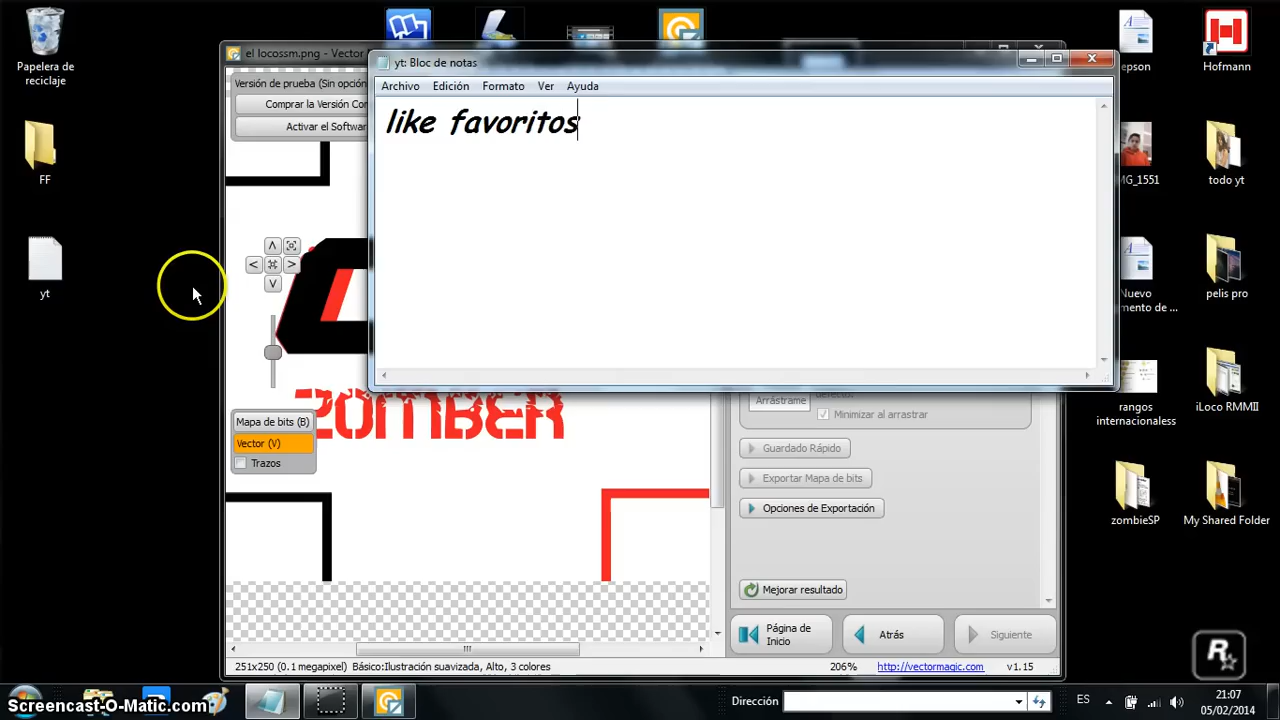 Papelera de
reciclaje
FF
yt
el locossm.png - Vector
Versión de prueba (Sin opción
Comprar la Versión Com
Activar el Softwar
yt: Bloc de notas
Archivo Edición Formato Ver Ayuda
like favoritos
ZOMBER
Mapa de bits (B)
Vector (V)
Trazos
Arrástrame
Minimizar al arrastrar
Guardado Rápido
Exportar Mapa de bits
Opciones de Exportación
Mejorar resultado
Página de
Inicio
Atrás
Siguiente
251x250 (0.1 megapixel) Básico:Ilustración suavizada, Alto, 3 colores
206%
http://vectormagic.com
v1.15
epson
Hofmann
MG_1551
todo yt
Nuevo
umento de ...
pelis pro
rangos
internacionaless
iLoco RMMII
zombieSP
My Shared Folder
R
Screencast-O-Matic.com
Dirección
ES
21:07
05/02/2014